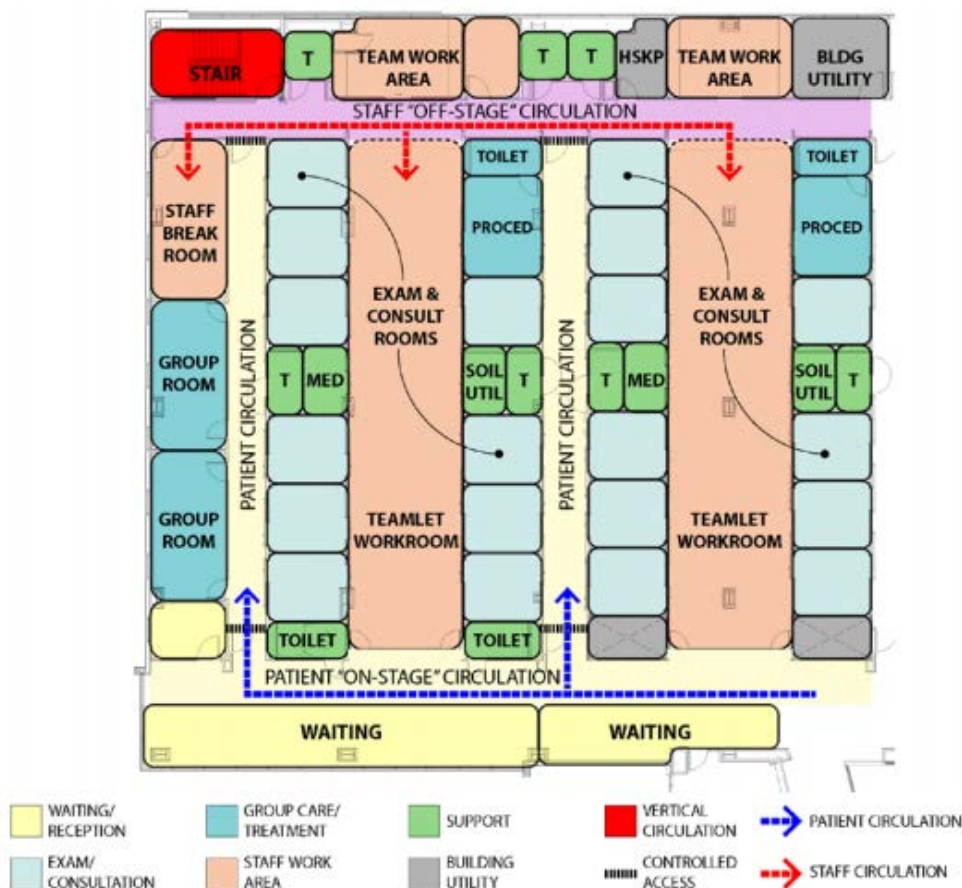 STAIR
T
TEAM WORK
AREA
T
T
HSKP
TEAM WORK
AREA
BLDG
UTILITY
STAFF "OFF-STAGE" CIRCULATION
STAFF
BREAK
ROOM
TOILET
PROCED
TOILET
PROCED
EXAM &
CONSULT
ROOMS
EXAM &
CONSULT
ROOMS
GROUP
ROOM
PATIENT CIRCULATION
T
MED
SOIL
UTIL
T
PATIENT CIRCULATION
T
MED
SOIL
UTIL
T
GROUP
ROOM
TEAMLET
WORKROOM
TEAMLET
WORKROOM
TOILET
TOILET
PATIENT "ON-STAGE" CIRCULATION
WAITING
WAITING
WAITING/
RECEPTION
GROUP CARE/
TREATMENT
SUPPORT
VERTICAL
CIRCULATION
PATIENT CIRCULATION
EXAM/
CONSULTATION
STAFF WORK
AREA
BUILDING
UTILITY
CONTROLLED
ACCESS
STAFF CIRCULATION